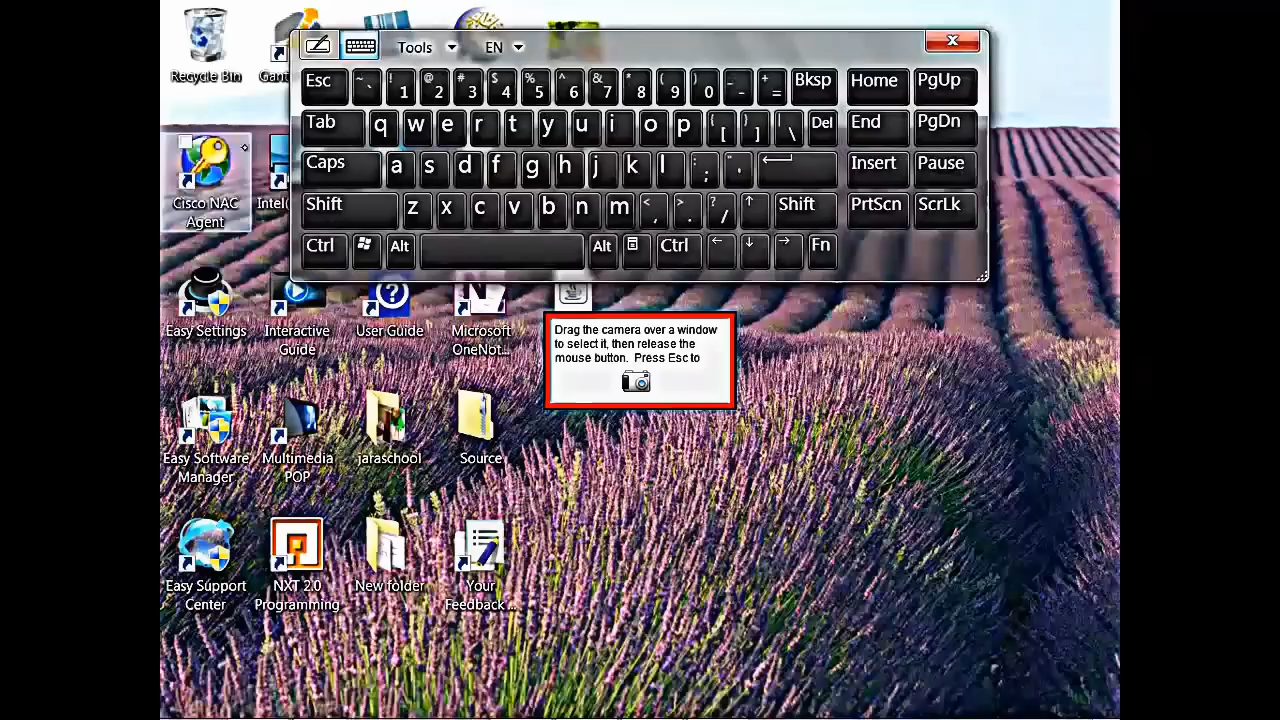 Tools
EN
Esc ~ ` ! 1 @ 2 # 3 $ 4 % 5 ^ 6 & 7 * 8 ( 9 ) 0 _ - + = Bksp Home PgUp
Tab q w e r t y u i o p { [ } ] | \ Del End PgDn
Caps a s d f g h j k l : ; " ' Insert Pause
Shift z x c v b n m < , > . ? / ↑ Shift PrtScn ScrLk
Ctrl Alt Alt Ctrl ← ↓ → Fn
Recycle Bin
Gant
Cisco NAC
Agent
Intel(
Easy Settings
Interactive
Guide
User Guide
Microsoft
OneNot...
Drag the camera over a window
to select it, then release the
mouse button. Press Esc to
Easy Software
Manager
Multimedia
POP
jaraschool
Source
Easy Support
Center
NXT 2.0
Programming
New folder
Your
Feedback...